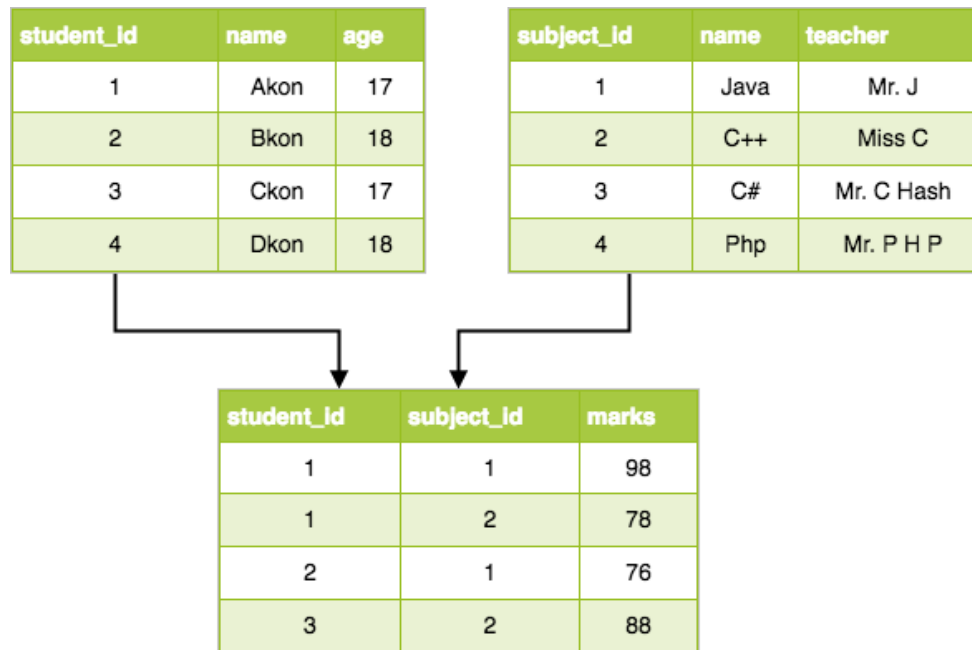 student_id name age
1 Akon 17
2 Bkon 18
3 Ckon 17
4 Dkon 18
subject_id name teacher
1 Java Mr. J
2 C++ Miss C
3 C# Mr. C Hash
4 Php Mr. P H P
student_id subject_id marks
1 1 98
1 2 78
2 1 76
3 2 88